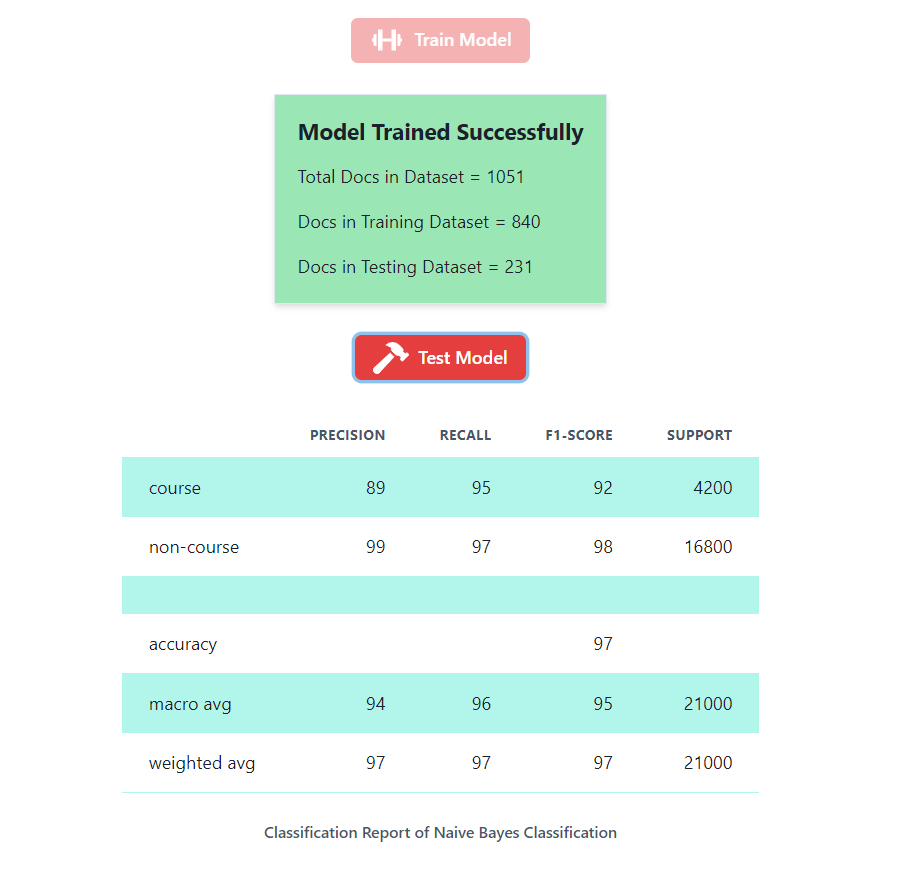 Train Model
Model Trained Successfully
Total Docs in Dataset = 1051
Docs in Training Dataset = 840
Docs in Testing Dataset = 231
Test Model
PRECISION RECALL F1-SCORE SUPPORT
course 89 95 92 4200
non-course 99 97 98 16800
accuracy 97
macro avg 94 96 95 21000
weighted avg 97 97 97 21000
Classification Report of Naive Bayes Classification